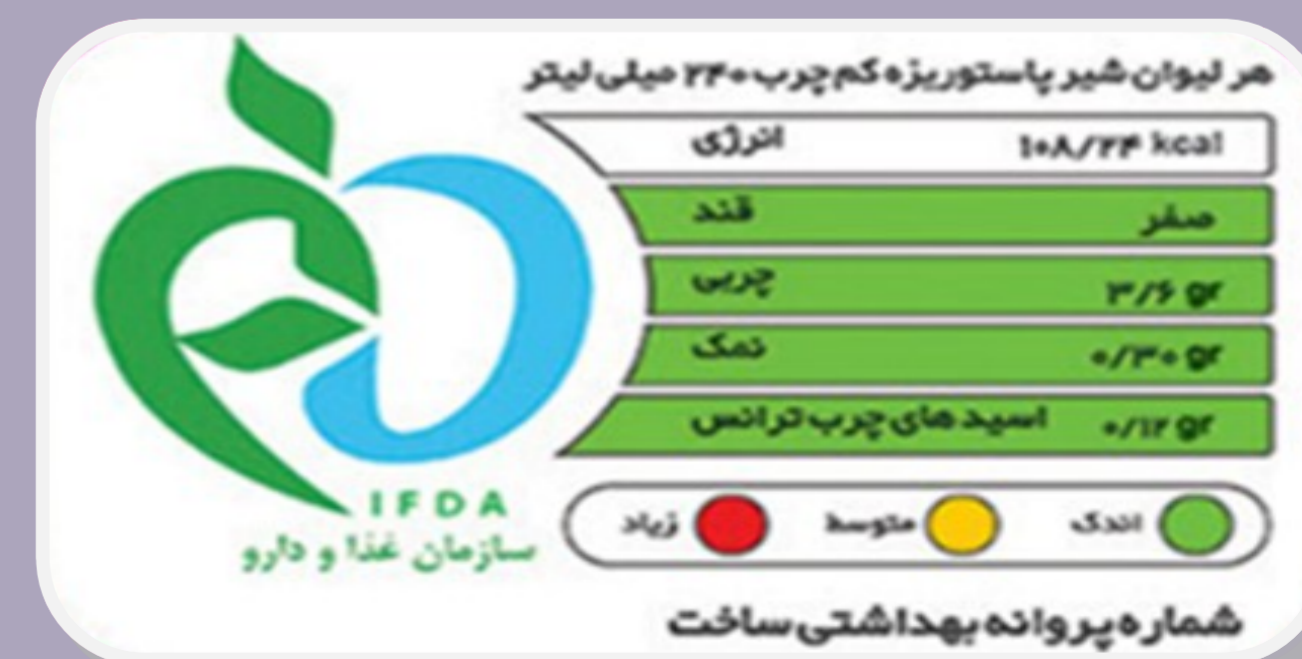 هر لیوان شیر پاستوریزه کم چرب ۲۴۰ میلی لیتر
انرژی ۱۰۸/۲۴ kcal
قند صفر
چربی ۳/۶ gr
نمک ۰/۳۰ gr
اسیدهای چرب ترانس ۰/۱۲ gr
اندک متوسط زیاد
IFDA
سازمان غذا و دارو
شماره پروانه بهداشتی ساخت